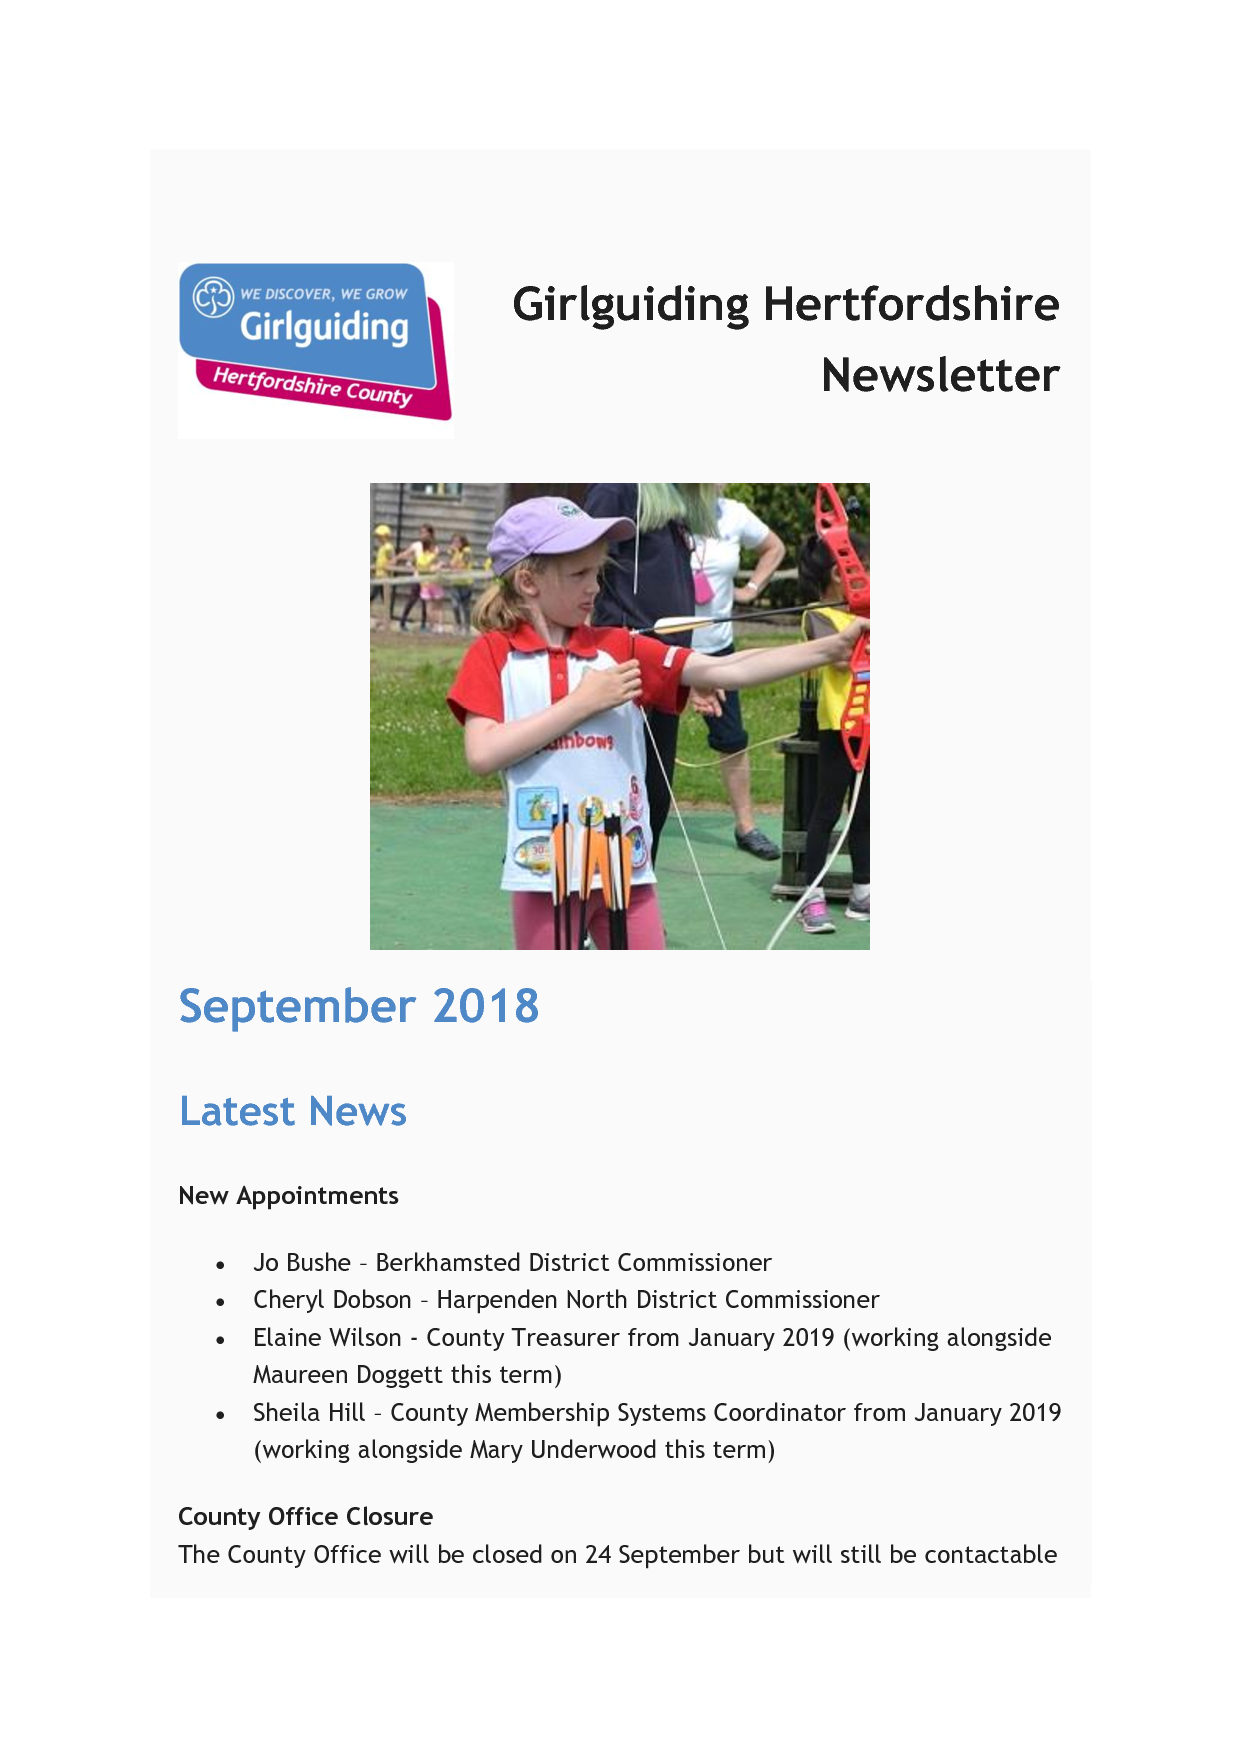 WE DISCOVER, WE GROW
Girlguiding
Hertfordshire County
Girlguiding Hertfordshire
Newsletter
Rainbows
6
30
September 2018
Latest News
New Appointments
• Jo Bushe – Berkhamsted District Commissioner
• Cheryl Dobson – Harpenden North District Commissioner
• Elaine Wilson - County Treasurer from January 2019 (working alongside
Maureen Doggett this term)
• Sheila Hill – County Membership Systems Coordinator from January 2019
(working alongside Mary Underwood this term)
County Office Closure
The County Office will be closed on 24 September but will still be contactable